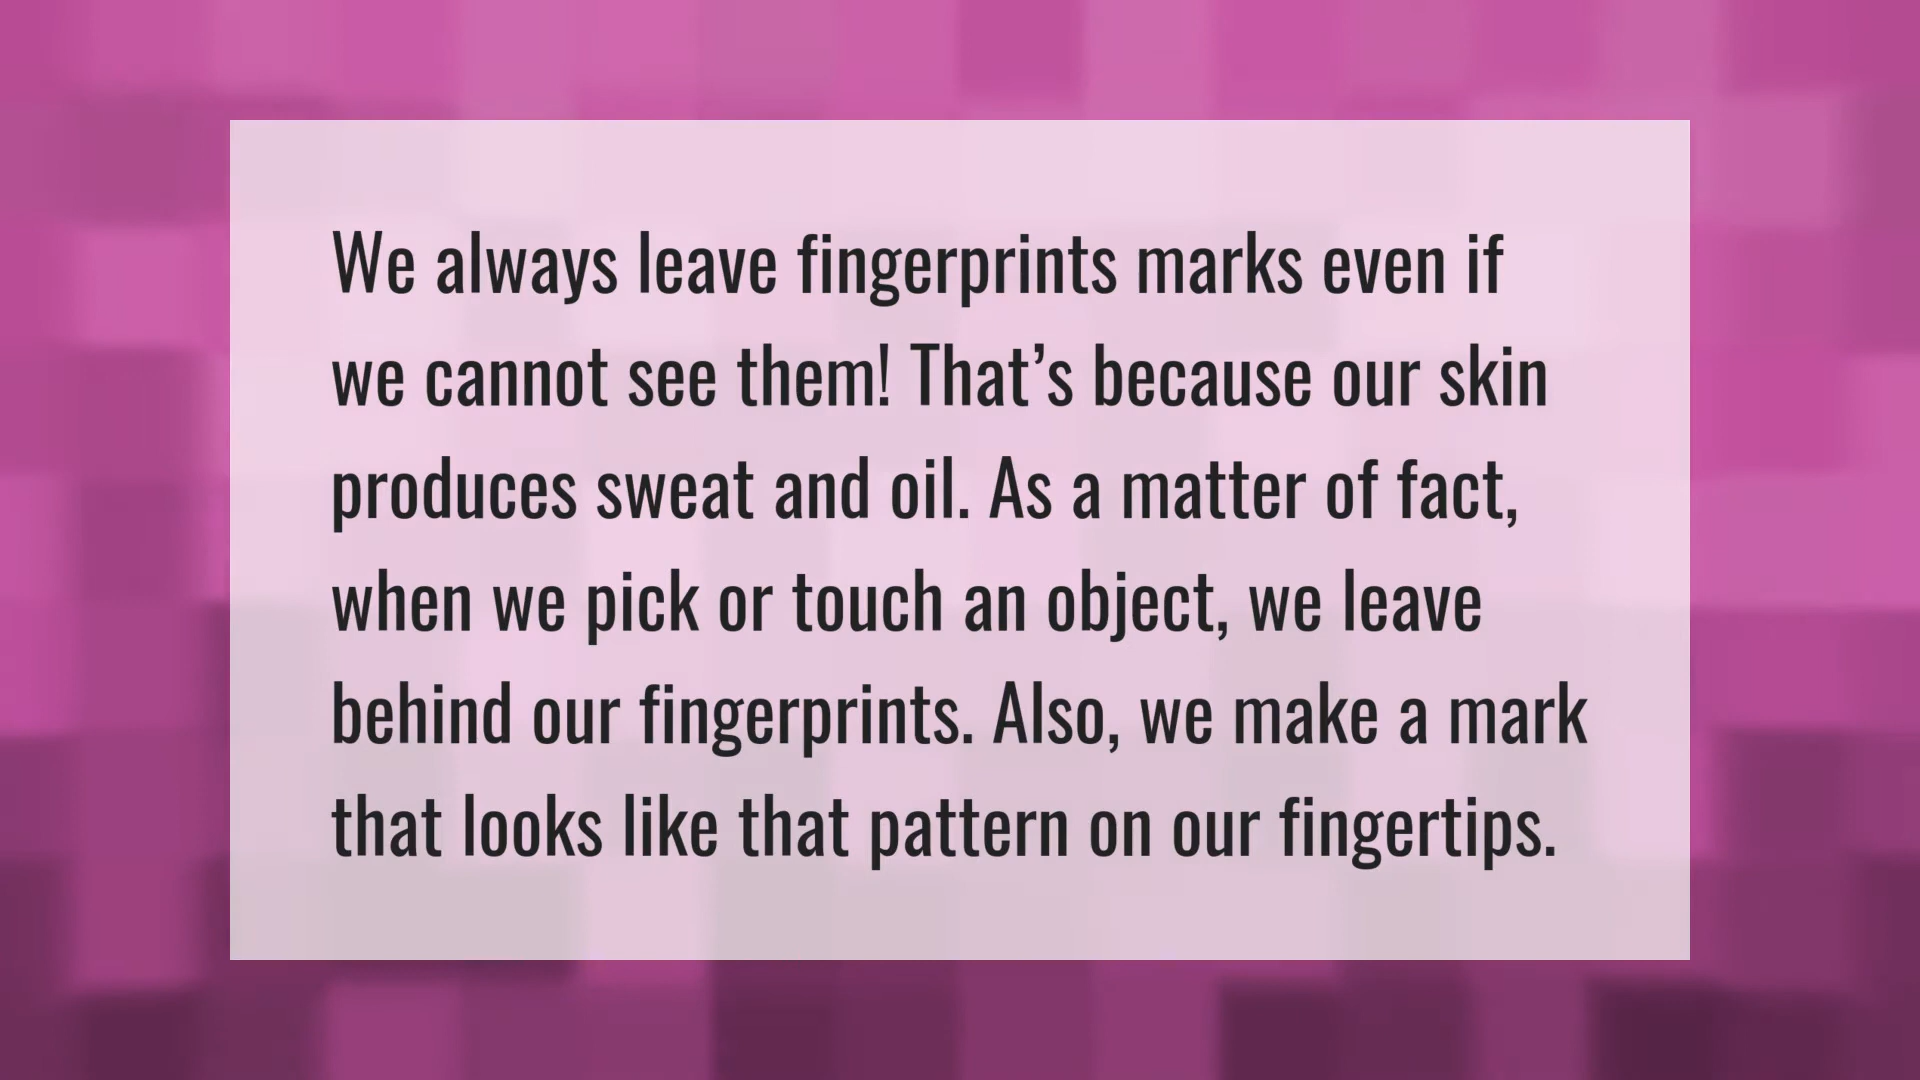 We always leave fingerprints marks even if
we cannot see them! That’s because our skin
produces sweat and oil. As a matter of fact,
when we pick or touch an object, we leave
behind our fingerprints. Also, we make a mark
that looks like that pattern on our fingertips.